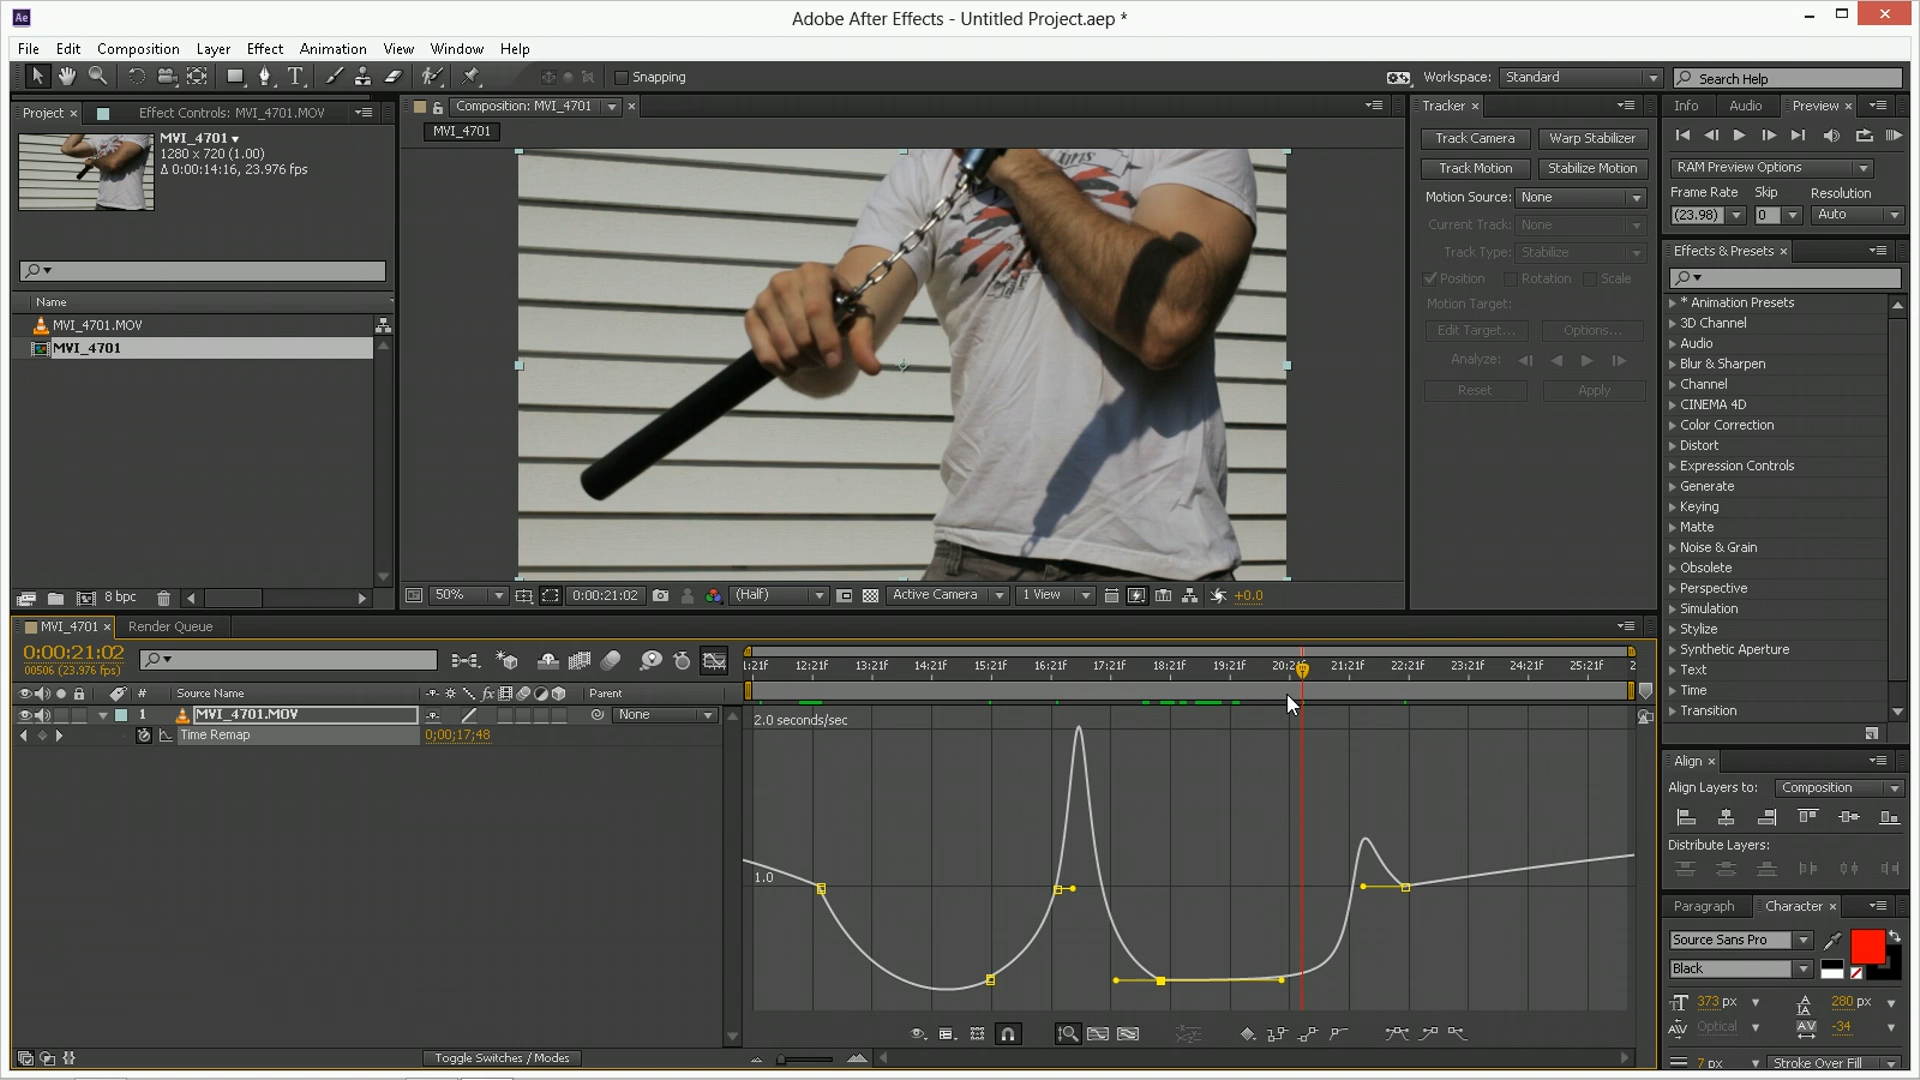 Ae
Adobe After Effects - Untitled Project.aep *
File Edit Composition Layer Effect Animation View Window Help
Snapping
Workspace: Standard
Search Help
Project × Effect Controls: MVI_4701.MOV
MVI_4701
1280 x 720 (1.00)
Δ 0:00:14:16, 23.976 fps
Name
MVI_4701.MOV
MVI_4701
8 bpc
Composition: MVI_4701 ×
MVI_4701
50% 0:00:21:02 (Half) Active Camera 1 View +0.0
Tracker ×
Track Camera Warp Stabilizer
Track Motion Stabilize Motion
Motion Source: None
Current Track: None
Track Type: Stabilize
Position Rotation Scale
Motion Target:
Edit Target... Options...
Analyze:
Reset Apply
Info Audio Preview ×
RAM Preview Options
Frame Rate Skip Resolution
(23.98) 0 Auto
Effects & Presets ×
* Animation Presets
3D Channel
Audio
Blur & Sharpen
Channel
CINEMA 4D
Color Correction
Distort
Expression Controls
Generate
Keying
Matte
Noise & Grain
Obsolete
Perspective
Simulation
Stylize
Synthetic Aperture
Text
Time
Transition
Align ×
Align Layers to: Composition
Distribute Layers:
Paragraph Character ×
Source Sans Pro
Black
373 px 280 px
Optical -34
7 px Stroke Over Fill
MVI_4701 × Render Queue
0:00:21:02
00506 (23.976 fps)
# Source Name fx Parent
1 MVI_4701.MOV None
Time Remap 0;00;17;48
Toggle Switches / Modes
1:21f 12:21f 13:21f 14:21f 15:21f 16:21f 17:21f 18:21f 19:21f 20:21f 21:21f 22:21f 23:21f 24:21f 25:21f 2
2.0 seconds/sec
1.0